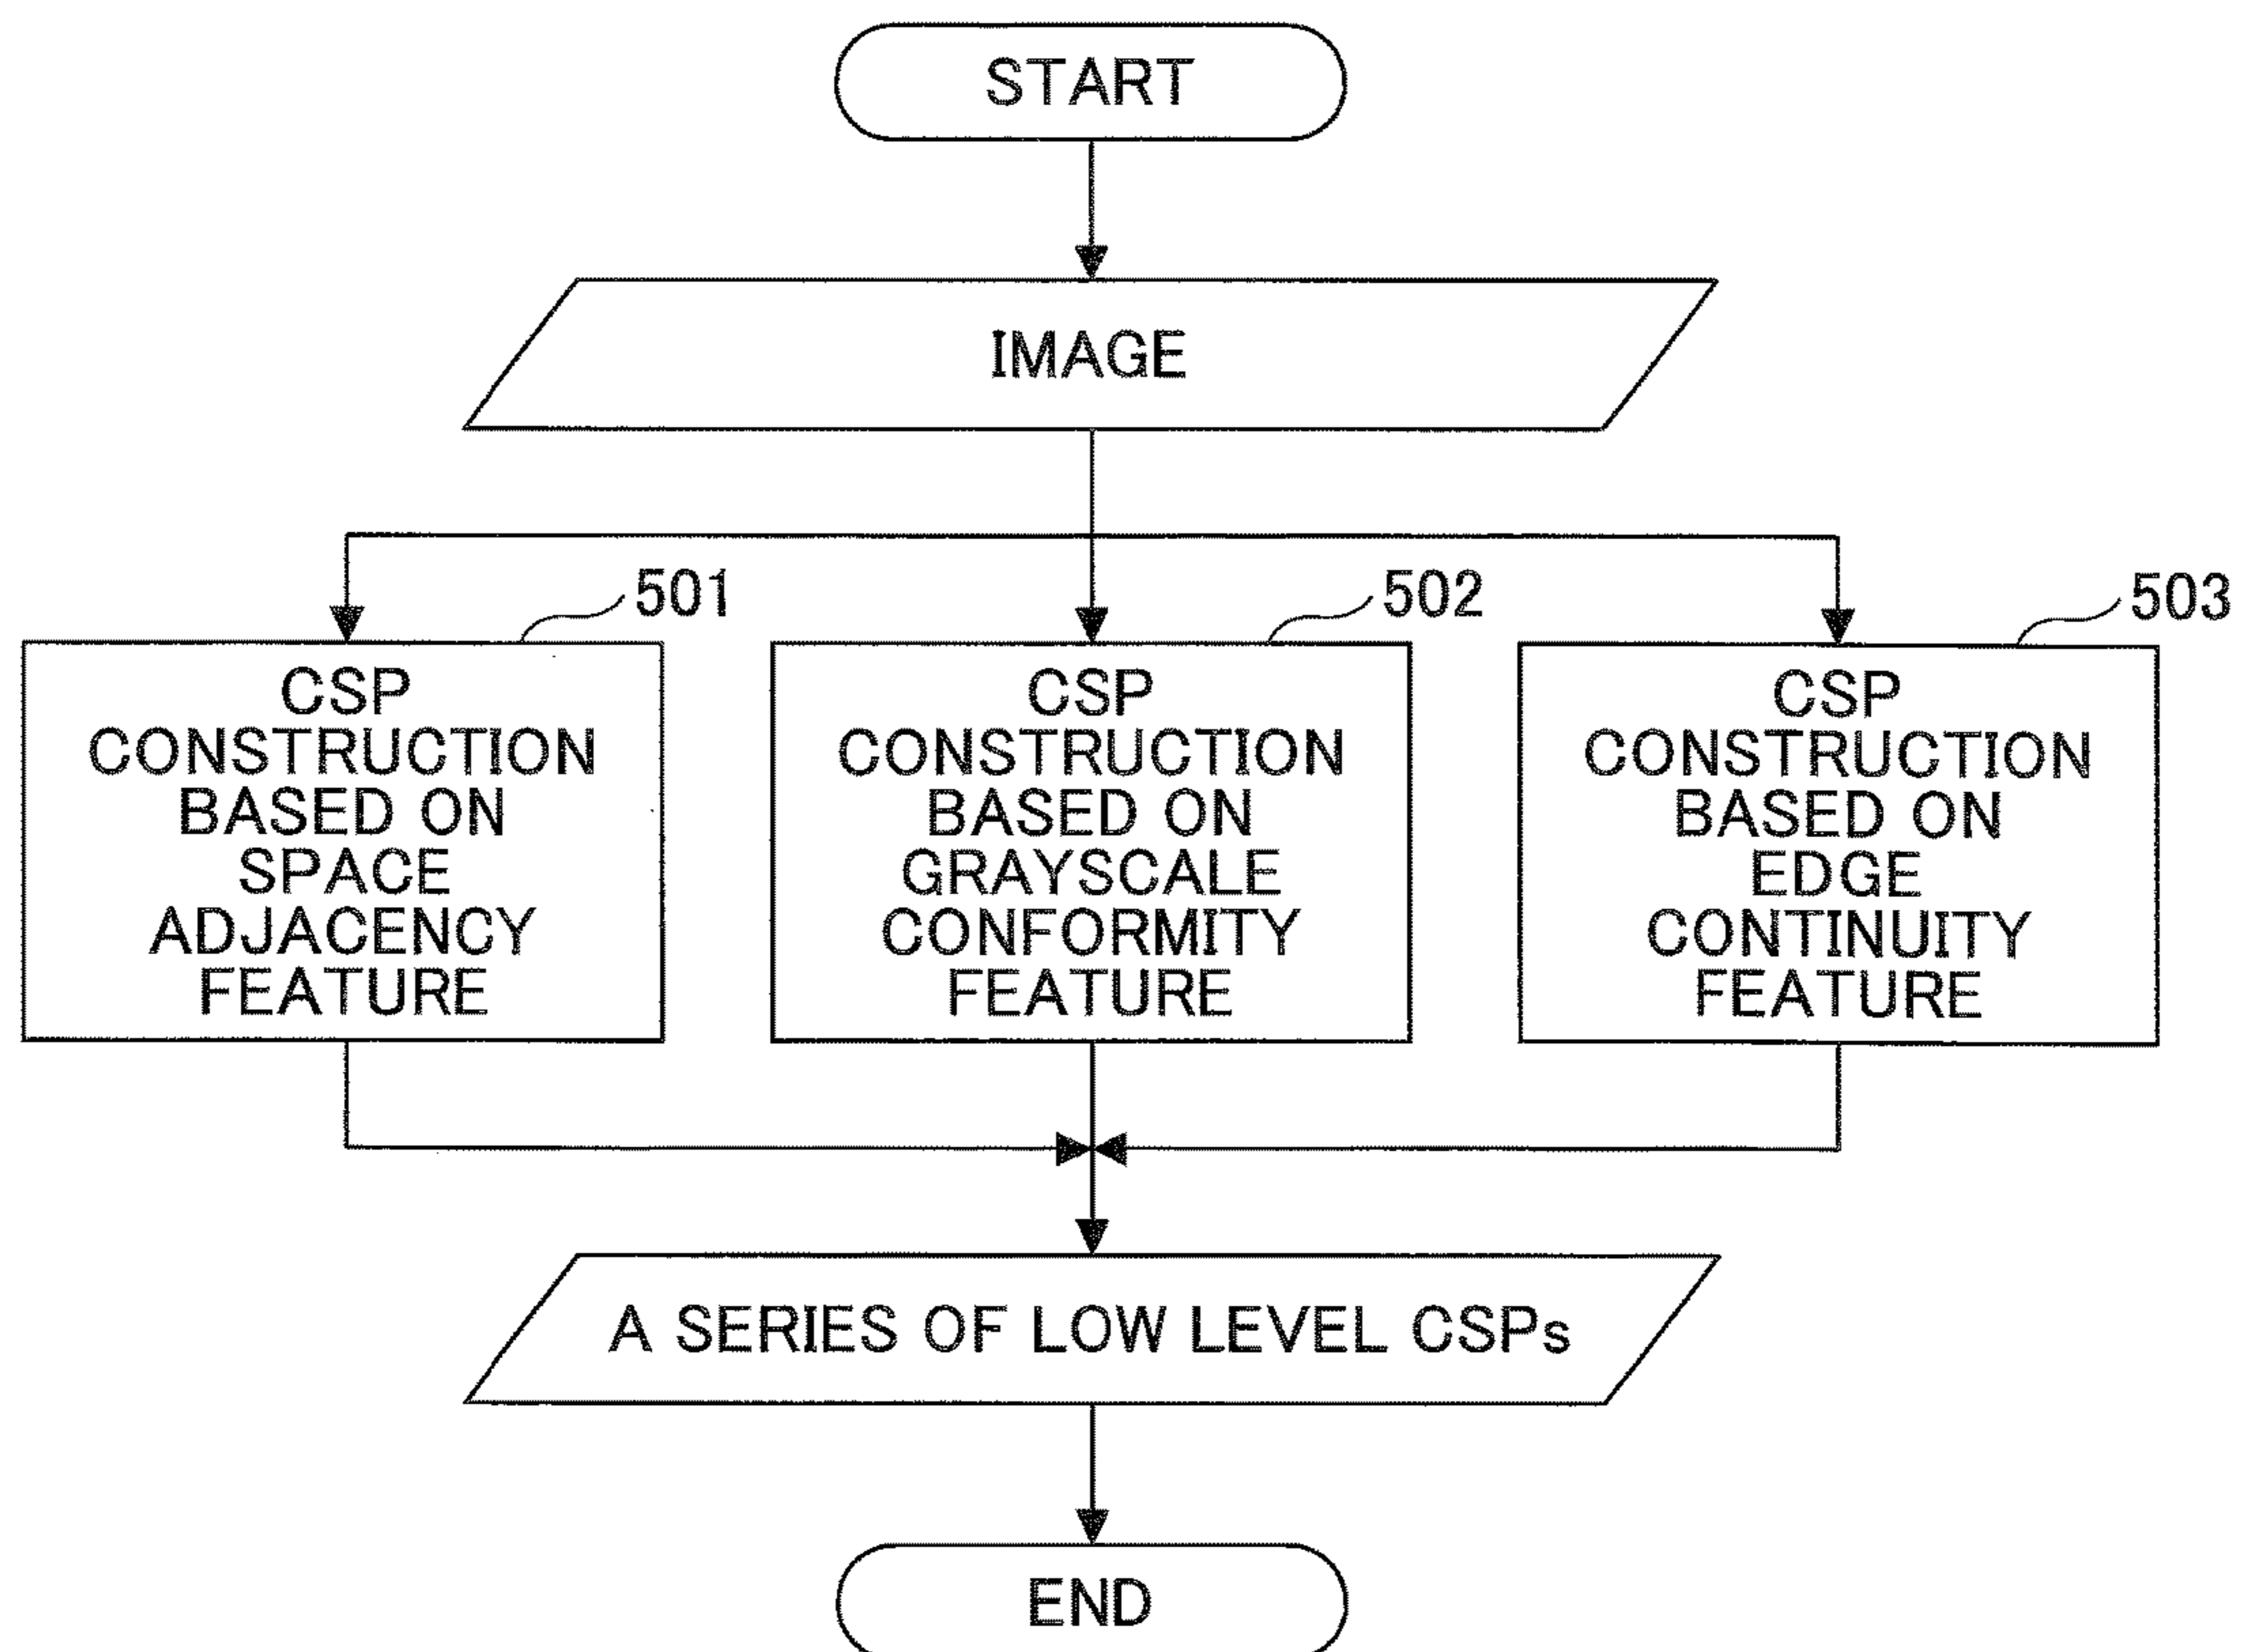 START
IMAGE
501
CSP
CONSTRUCTION
BASED ON
SPACE
ADJACENCY
FEATURE
502
CSP
CONSTRUCTION
BASED ON
GRAYSCALE
CONFORMITY
FEATURE
503
CSP
CONSTRUCTION
BASED ON
EDGE
CONTINUITY
FEATURE
A SERIES OF LOW LEVEL CSPs
END